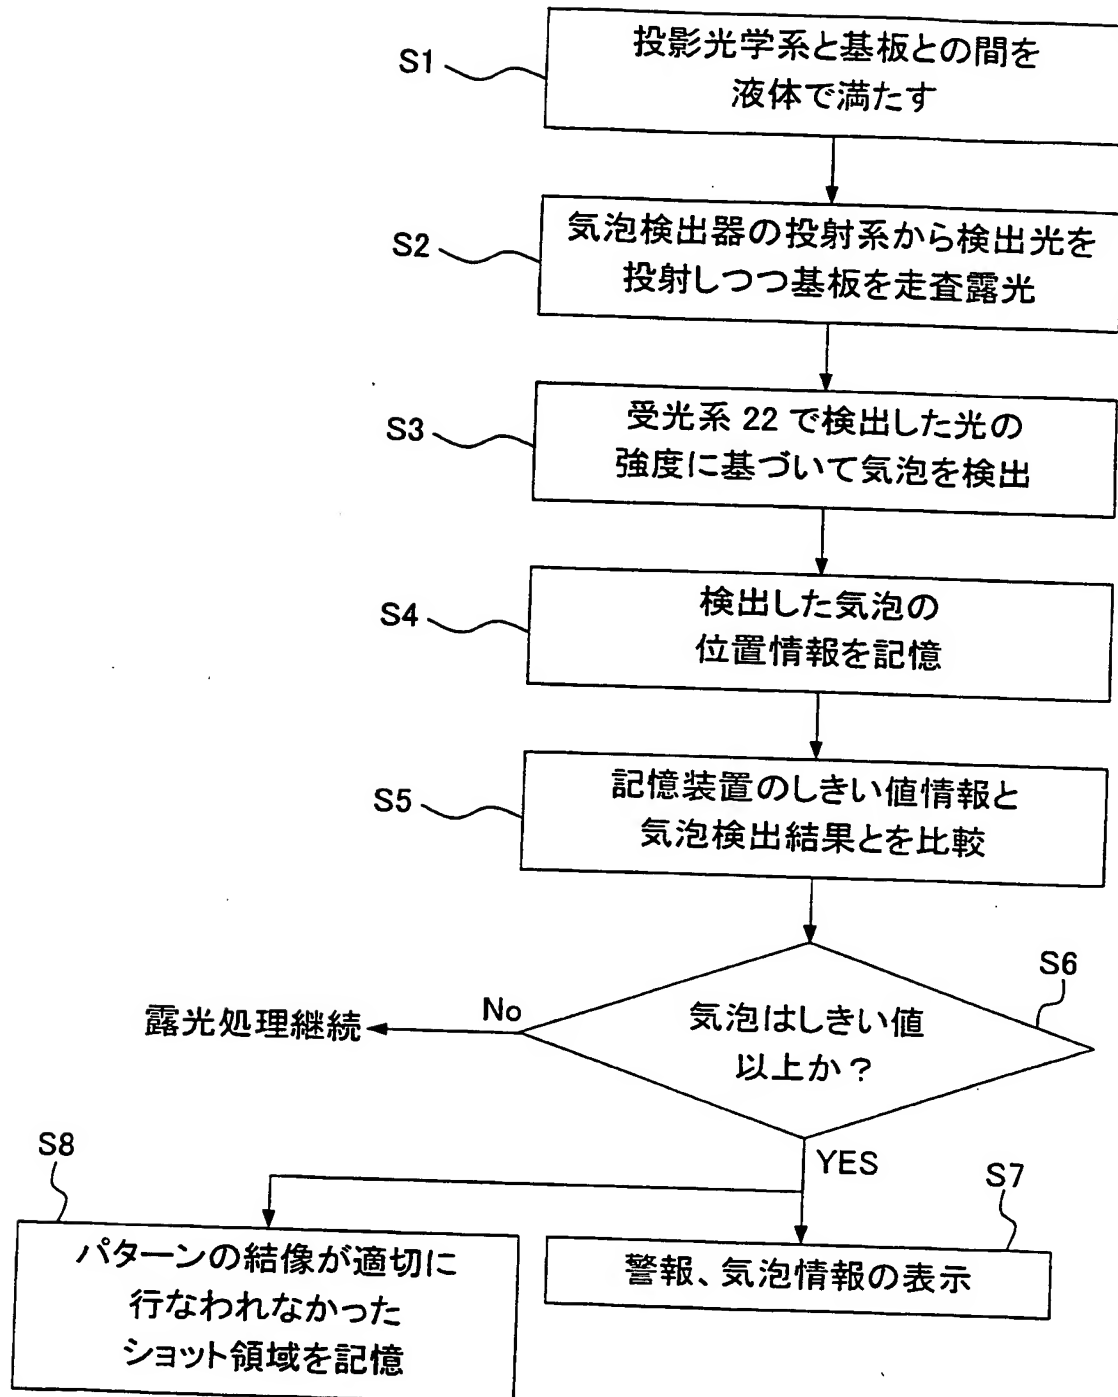 S1
投影光学系と基板との間を
液体で満たす
S2
気泡検出器の投射系から検出光を
投射しつつ基板を走査露光
S3
受光系 22 で検出した光の
強度に基づいて気泡を検出
S4
検出した気泡の
位置情報を記憶
S5
記憶装置のしきい値情報と
気泡検出結果とを比較
S6
気泡はしきい値
以上か？
No
露光処理継続
YES
S8
パターンの結像が適切に
行なわれなかった
ショット領域を記憶
S7
警報、気泡情報の表示